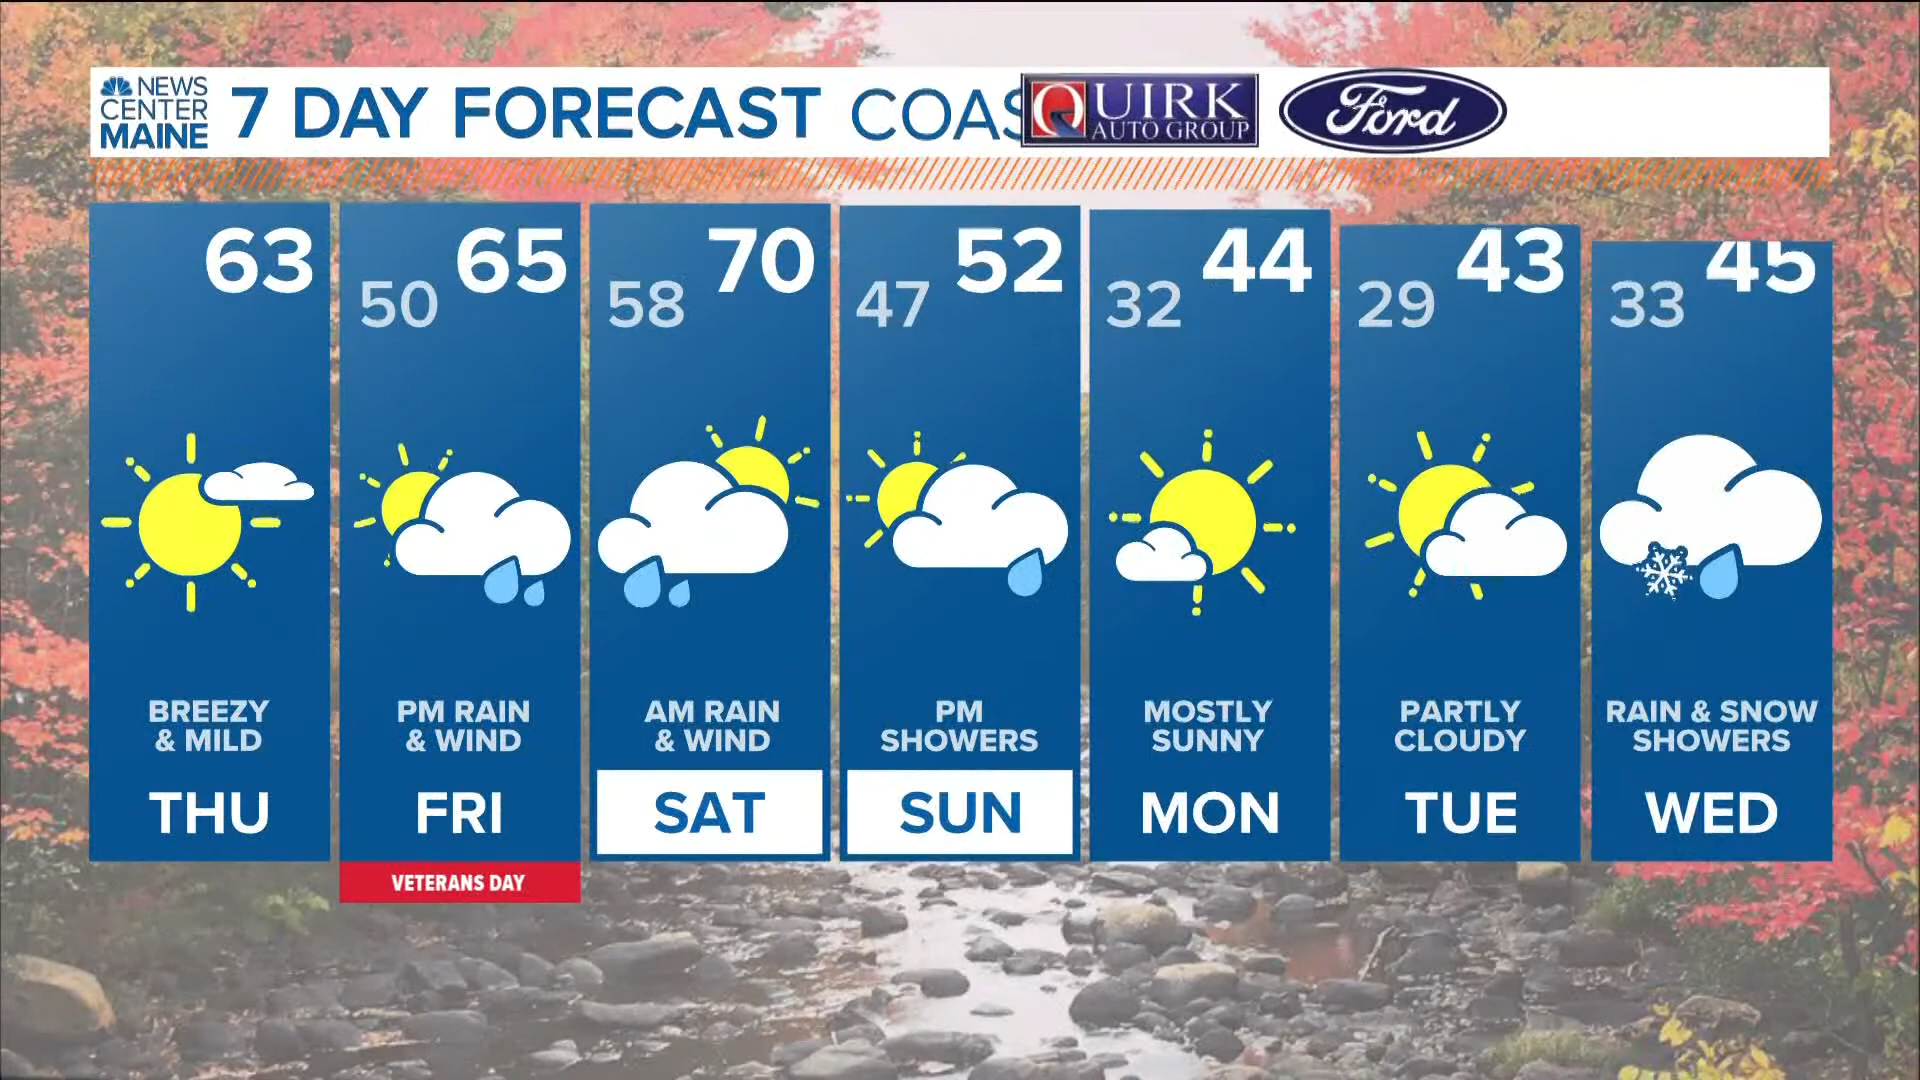 NEWS
CENTER
MAINE
7 DAY FORECAST COAS
QUIRK
AUTO GROUP
Ford
63
50 65
58 70
47 52
32 44
29 43
33 45
BREEZY
& MILD
THU
PM RAIN
& WIND
FRI
VETERANS DAY
AM RAIN
& WIND
SAT
PM
SHOWERS
SUN
MOSTLY
SUNNY
MON
PARTLY
CLOUDY
TUE
RAIN & SNOW
SHOWERS
WED